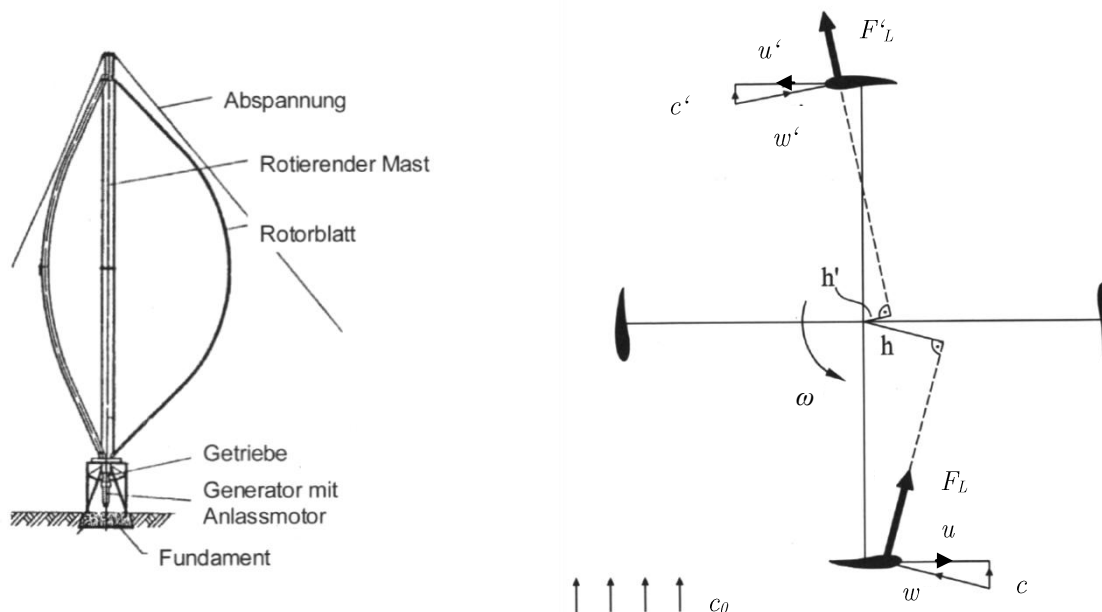 Abspannung
Rotierender Mast
Rotorblatt
Getriebe
Generator mit
Anlassmotor
Fundament
F‘L
u‘
c‘
w‘
h'
h
ω
FL
u
w
c
c0